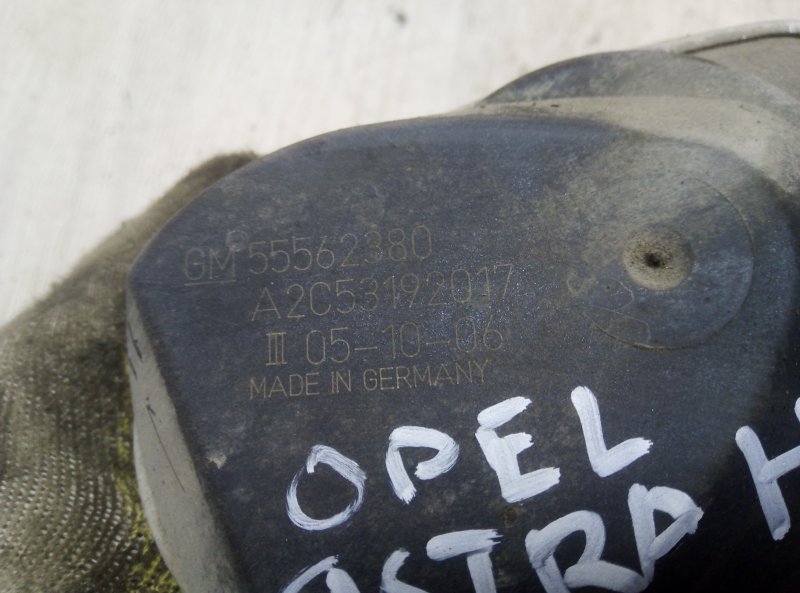 GM 55562380
A2C53192017
III 05-10-06
MADE IN GERMANY
OPEL
ASTRA H